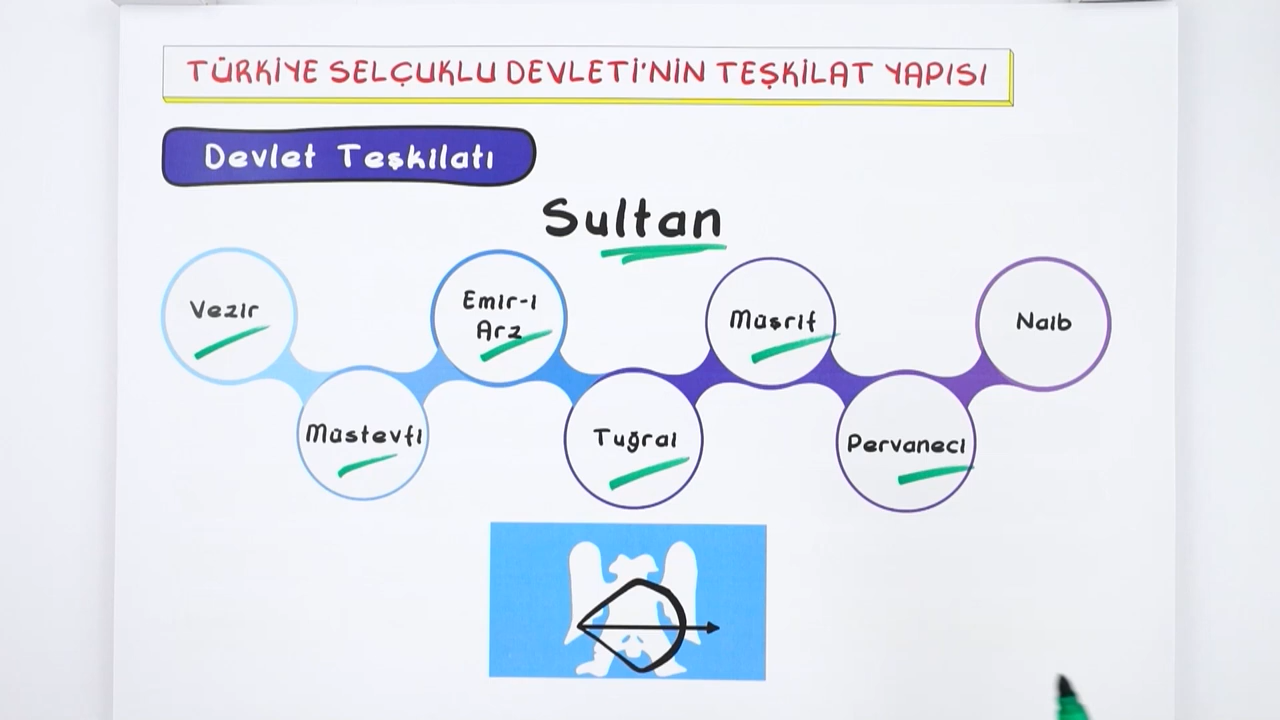 TÜRKİYE SELÇUKLU DEVLETİ'NİN TEŞKİLAT YAPISI
Devlet Teşkilatı
Sultan
Vezir
Emir-i
Arz
Müşrif
Naib
Müstevfi
Tuğrai
Pervaneci